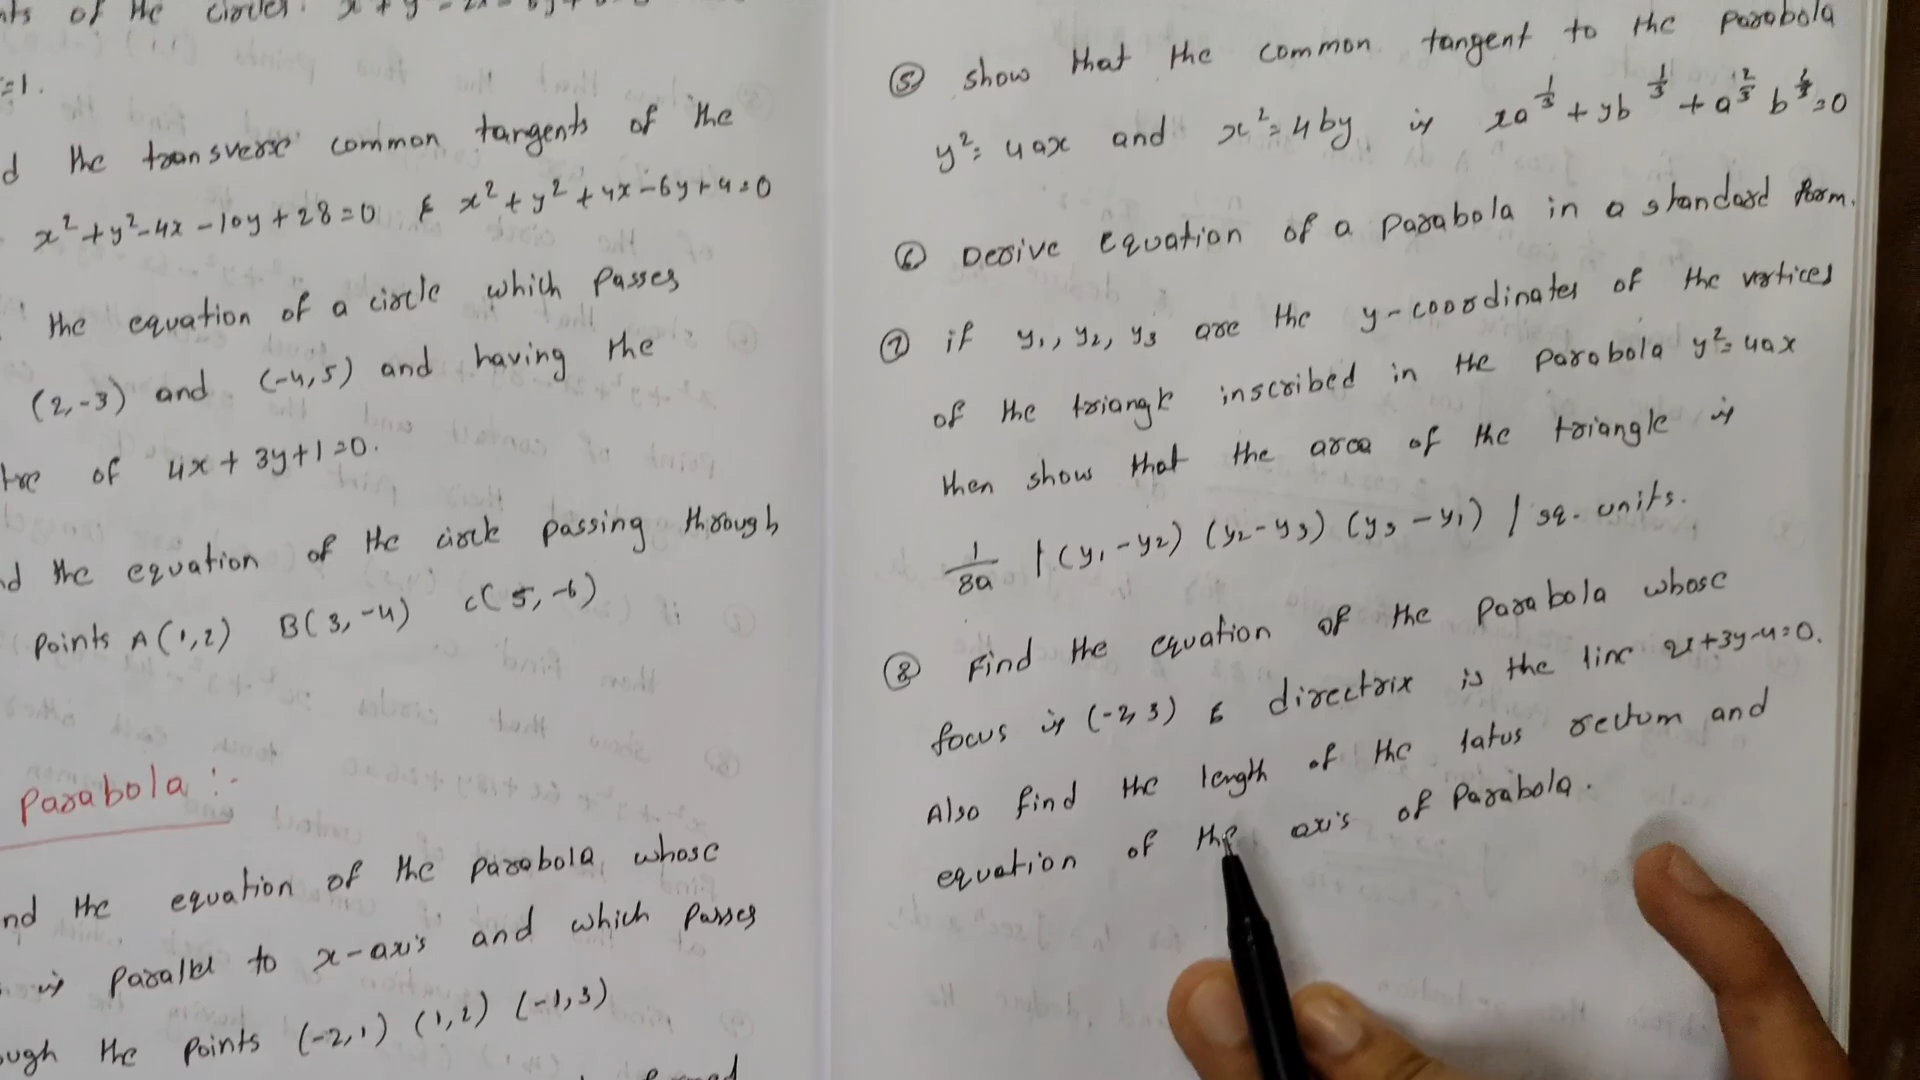 of the circles
=1.
the transverse common tangents of the
x²+y²-4x-10y+28=0 & x²+y²+4x-6y+4=0
the equation of a circle which passes
(2,-3) and (-4,5) and having the
of 4x+3y+1=0.
the equation of the circle passing through
points A(1,2) B(3,-4) C(5,-6)
Parabola :-
the equation of the parabola whose
is parallel to x-axis and which passes
the points (-2,1) (1,2) (-1,3)
⑤ show that the common tangent to the parabola
y²=4ax and x²=4by is xa^1/3 + yb^1/3 + a^2/3 b^2/3=0
⑥ Derive equation of a parabola in a standard form.
⑦ if y₁, y₂, y₃ are the y-coordinates of the vertices
of the triangle inscribed in the parabola y²=4ax
then show that the area of the triangle is
1/8a |(y₁-y₂) (y₂-y₃) (y₃-y₁)| sq. units.
⑧ Find the equation of the parabola whose
focus is (-2,3) & directrix is the line 2x+3y-4=0.
Also find the length of the latus rectum and
equation of the axis of parabola.